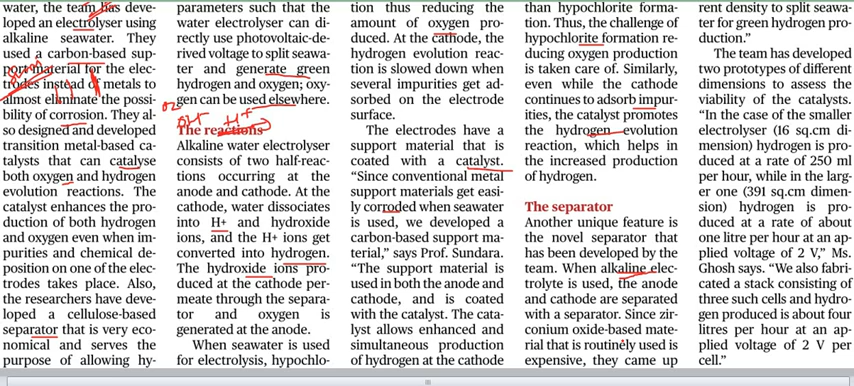 water, the team has deve-
loped an electrolyser using
alkaline seawater. They
used a carbon-based sup-
port material for the elec-
trodes instead of metals to
almost eliminate the possi-
bility of corrosion. They al-
so designed and developed
transition metal-based ca-
talysts that can catalyse
both oxygen and hydrogen
evolution reactions. The
catalyst enhances the pro-
duction of both hydrogen
and oxygen even when im-
purities and chemical de-
position on one of the elec-
trodes takes place. Also,
the researchers have deve-
loped a cellulose-based
separator that is very eco-
nomical and serves the
purpose of allowing hy-
parameters such that the
water electrolyser can di-
rectly use photovoltaic-de-
rived voltage to split seawa-
ter and generate green
hydrogen and oxygen; oxy-
gen can be used elsewhere.
OH H+
The reactions
Alkaline water electrolyser
consists of two half-reac-
tions occurring at the
anode and cathode. At the
cathode, water dissociates
into H+ and hydroxide
ions, and the H+ ions get
converted into hydrogen.
The hydroxide ions pro-
duced at the cathode per-
meate through the separa-
tor and oxygen is
generated at the anode.
When seawater is used
for electrolysis, hypochlo-
tion thus reducing the
amount of oxygen pro-
duced. At the cathode, the
hydrogen evolution reac-
tion is slowed down when
several impurities get ad-
sorbed on the electrode
surface.
The electrodes have a
support material that is
coated with a catalyst.
“Since conventional metal
support materials get easi-
ly corroded when seawater
is used, we developed a
carbon-based support ma-
terial,” says Prof. Sundara.
“The support material is
used in both the anode and
cathode, and is coated
with the catalyst. The cata-
lyst allows enhanced and
simultaneous production
of hydrogen at the cathode
than hypochlorite forma-
tion. Thus, the challenge of
hypochlorite formation re-
ducing oxygen production
is taken care of. Similarly,
even while the cathode
continues to adsorb impur-
ities, the catalyst promotes
the hydrogen evolution
reaction, which helps in
the increased production
of hydrogen.
The separator
Another unique feature is
the novel separator that
has been developed by the
team. When alkaline elec-
trolyte is used, the anode
and cathode are separated
with a separator. Since zir-
conium oxide-based mate-
rial that is routinely used is
expensive, they came up
rent density to split seawa-
ter for green hydrogen pro-
duction.”
The team has developed
two prototypes of different
dimensions to assess the
viability of the catalysts.
“In the case of the smaller
electrolyser (16 sq.cm di-
mension) hydrogen is pro-
duced at a rate of 250 ml
per hour, while in the larg-
er one (391 sq.cm dimen-
sion) hydrogen is pro-
duced at a rate of about
one litre per hour at an ap-
plied voltage of 2 V,” Ms.
Ghosh says. “We also fabri-
cated a stack consisting of
three such cells and hydro-
gen produced is about four
litres per hour at an ap-
plied voltage of 2 V per
cell.”